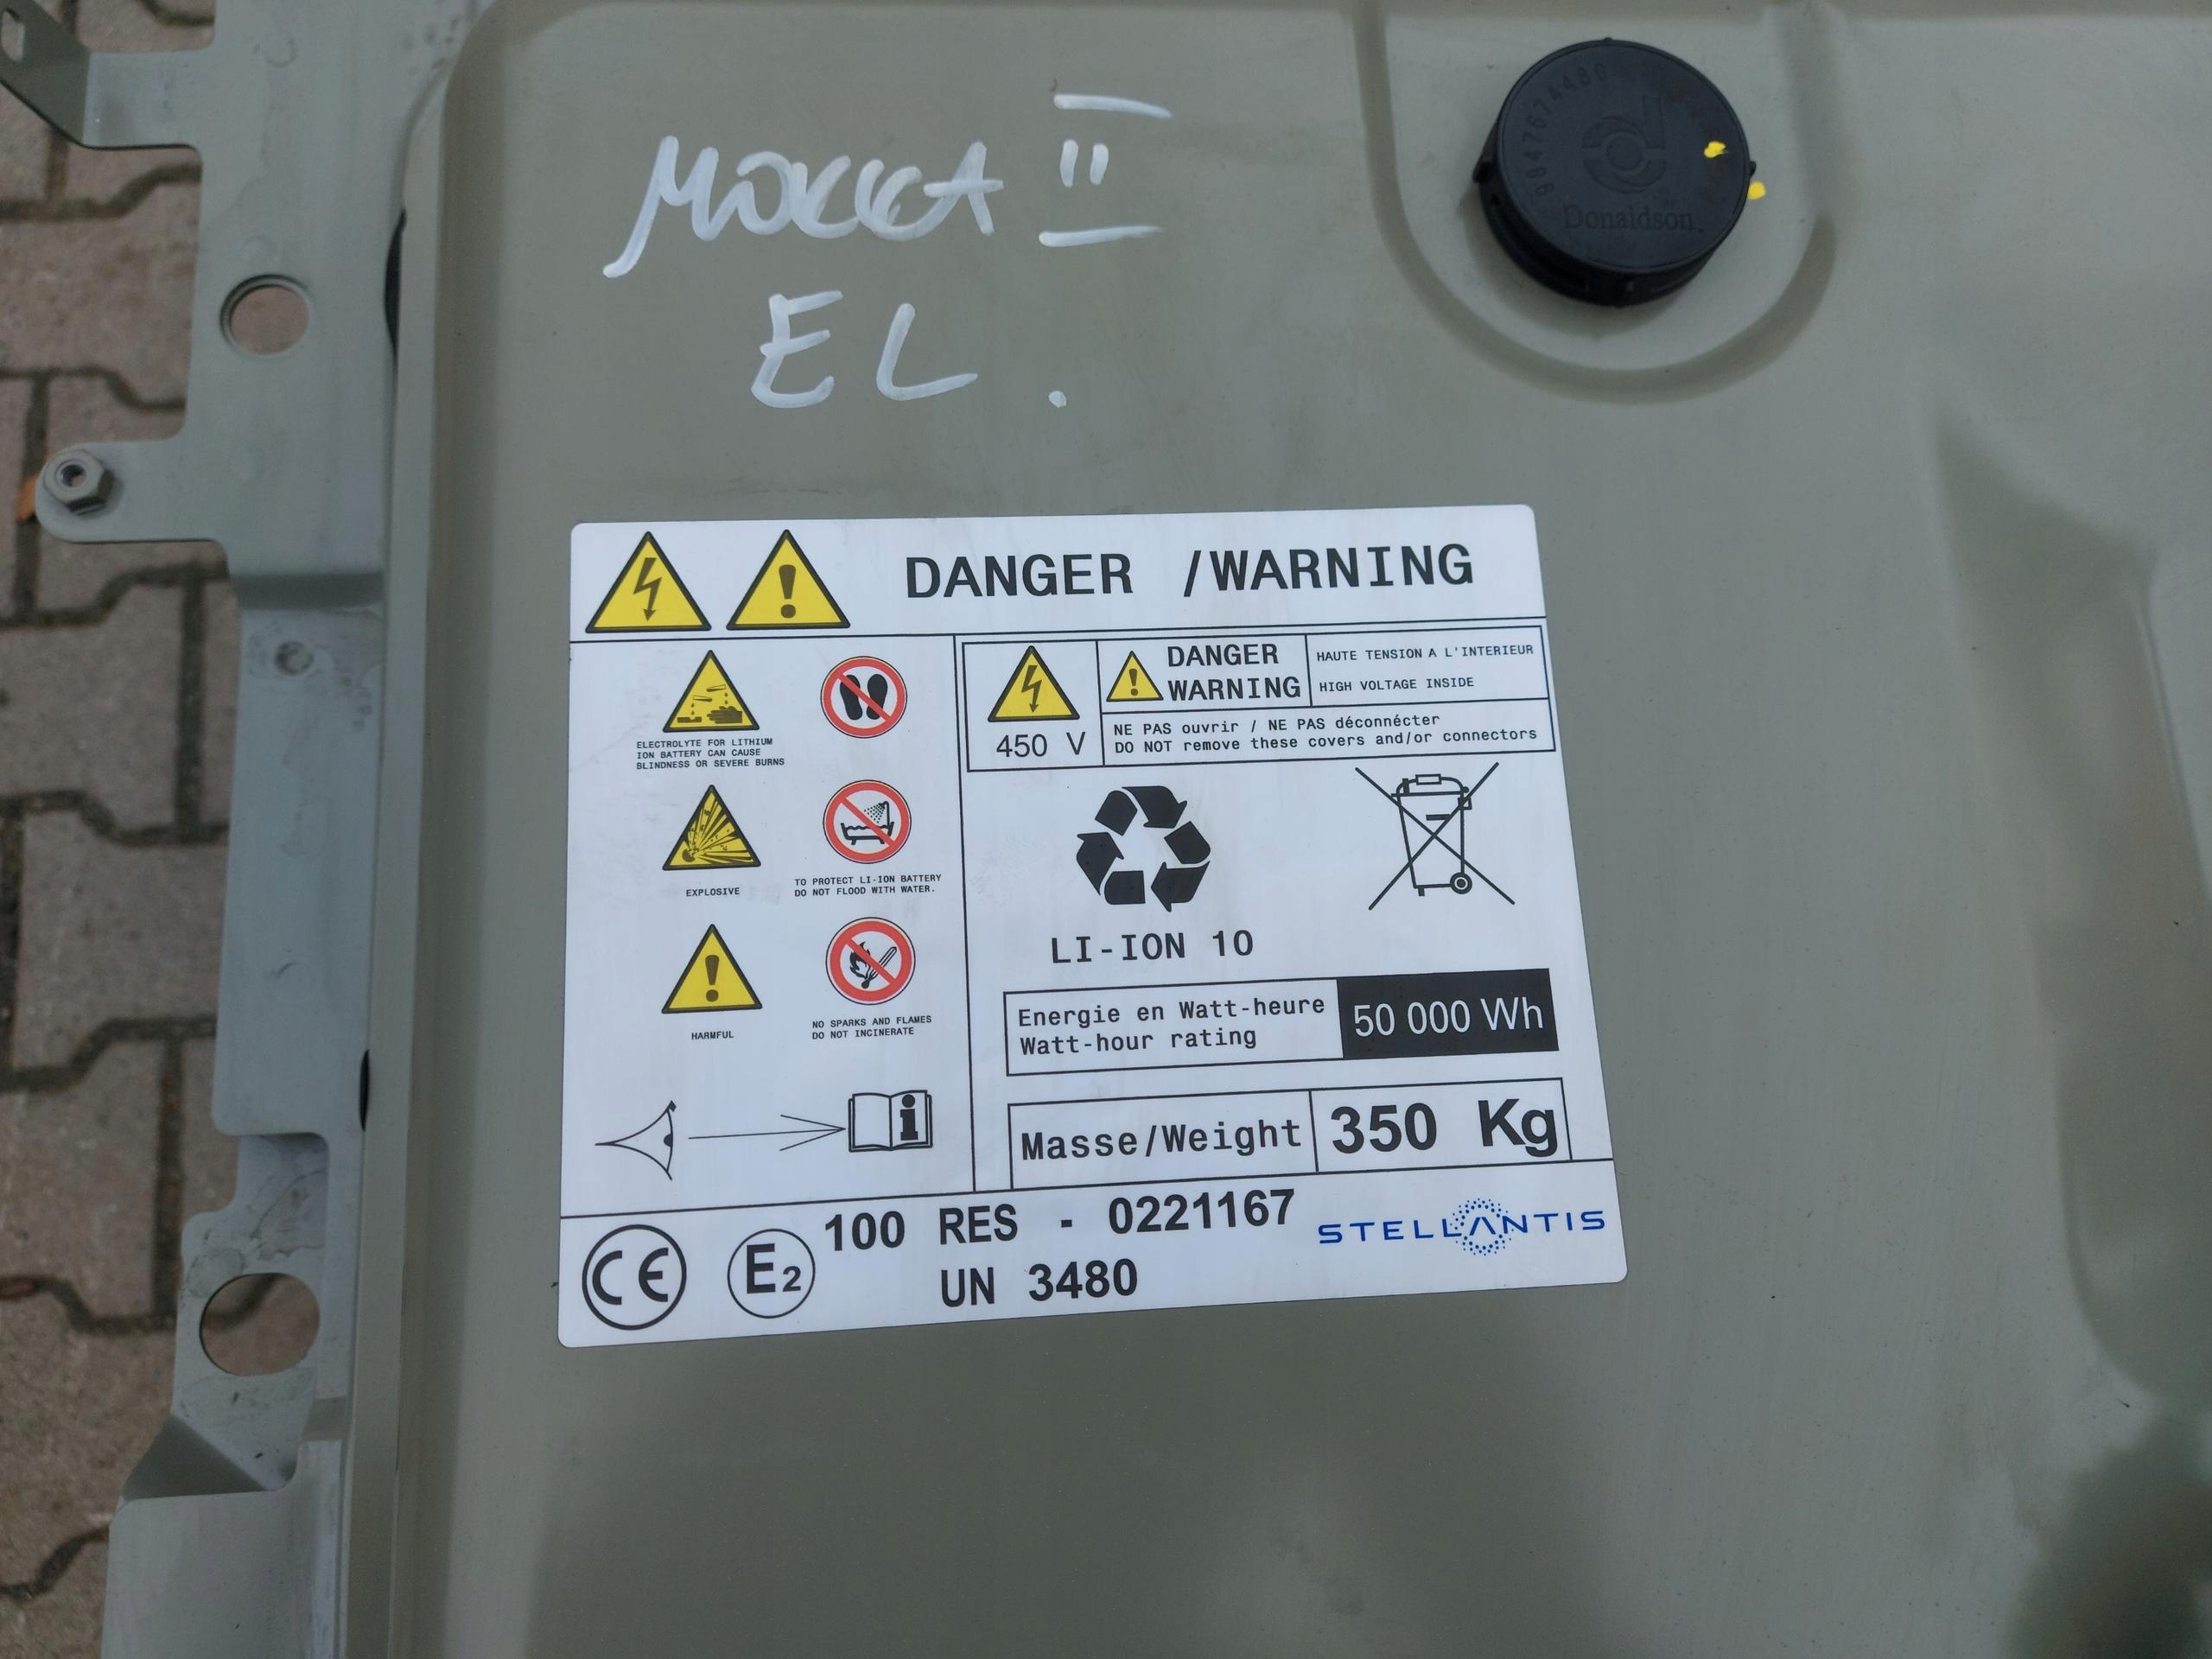 MOKKA II
EL.
9847674480
Donaldson
DANGER /WARNING
ELECTROLYTE FOR LITHIUM
ION BATTERY CAN CAUSE
BLINDNESS OR SEVERE BURNS
EXPLOSIVE
TO PROTECT LI-ION BATTERY
DO NOT FLOOD WITH WATER.
HARMFUL
NO SPARKS AND FLAMES
DO NOT INCINERATE
i
450 V
DANGER
WARNING
HAUTE TENSION A L'INTERIEUR
HIGH VOLTAGE INSIDE
NE PAS ouvrir / NE PAS déconnécter
DO NOT remove these covers and/or connectors
LI-ION 10
Energie en Watt-heure
Watt-hour rating
50 000 Wh
Masse/Weight 350 Kg
CE E2 100 RES - 0221167
UN 3480
STELLANTIS